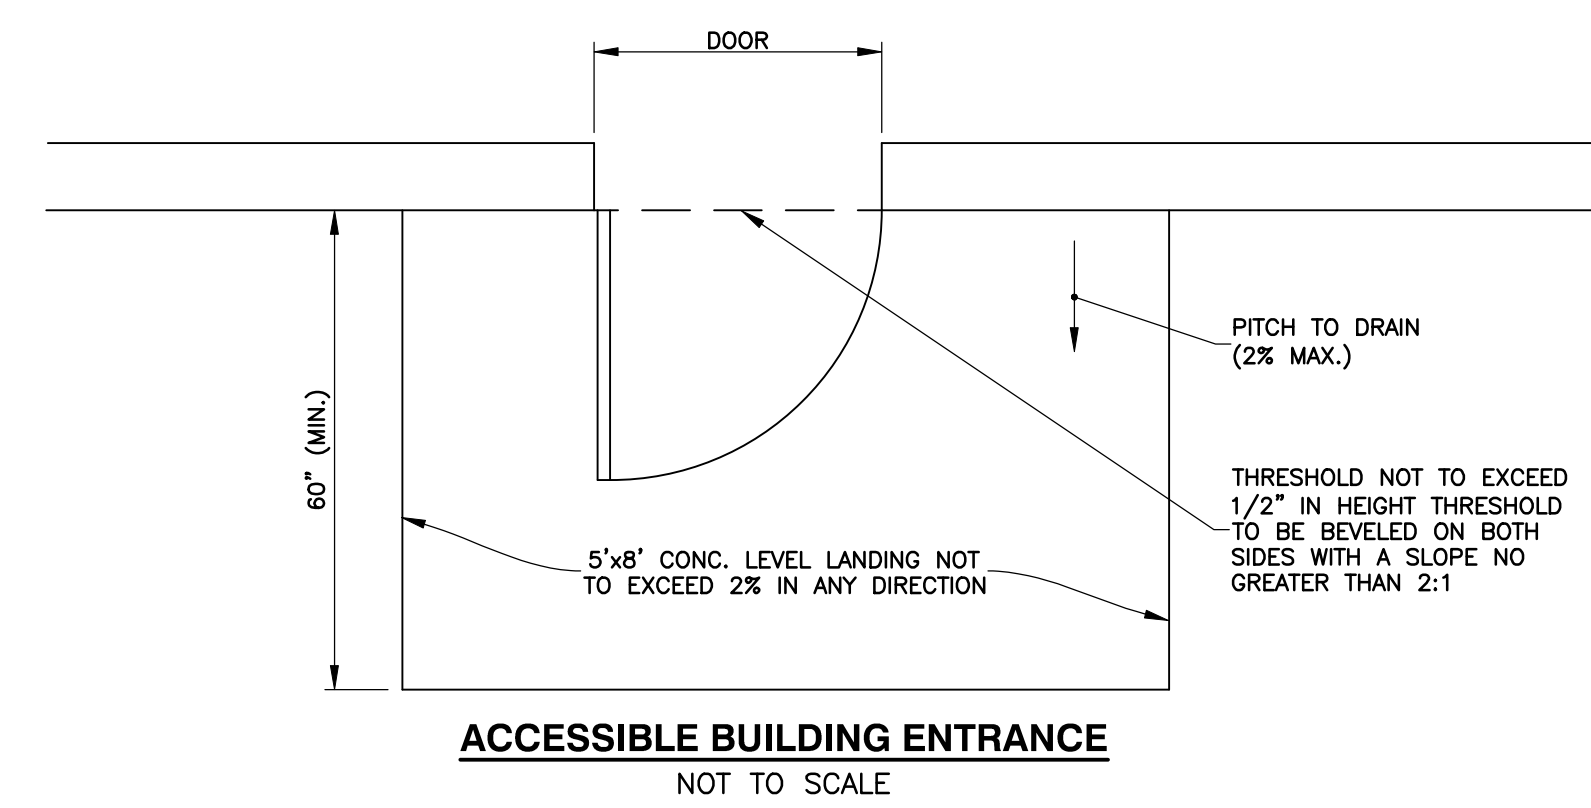 DOOR
PITCH TO DRAIN
(2% MAX.)
60" (MIN.)
THRESHOLD NOT TO EXCEED
1/2" IN HEIGHT THRESHOLD
TO BE BEVELED ON BOTH
SIDES WITH A SLOPE NO
GREATER THAN 2:1
5'x8' CONC. LEVEL LANDING NOT
TO EXCEED 2% IN ANY DIRECTION
ACCESSIBLE BUILDING ENTRANCE
NOT TO SCALE